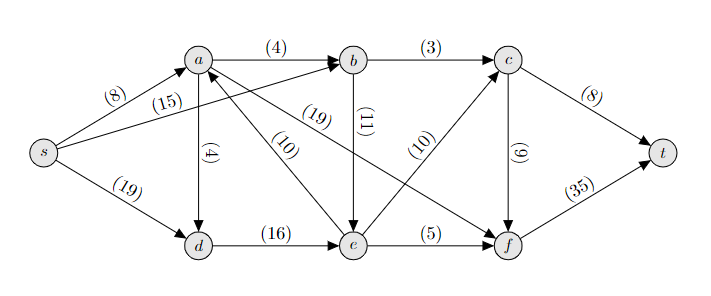 (4) (3)
a b c
(8) (15) (19) (11) (8)
s (4) (10) (10) (9) t
(19) (35)
(16) (5)
d e f